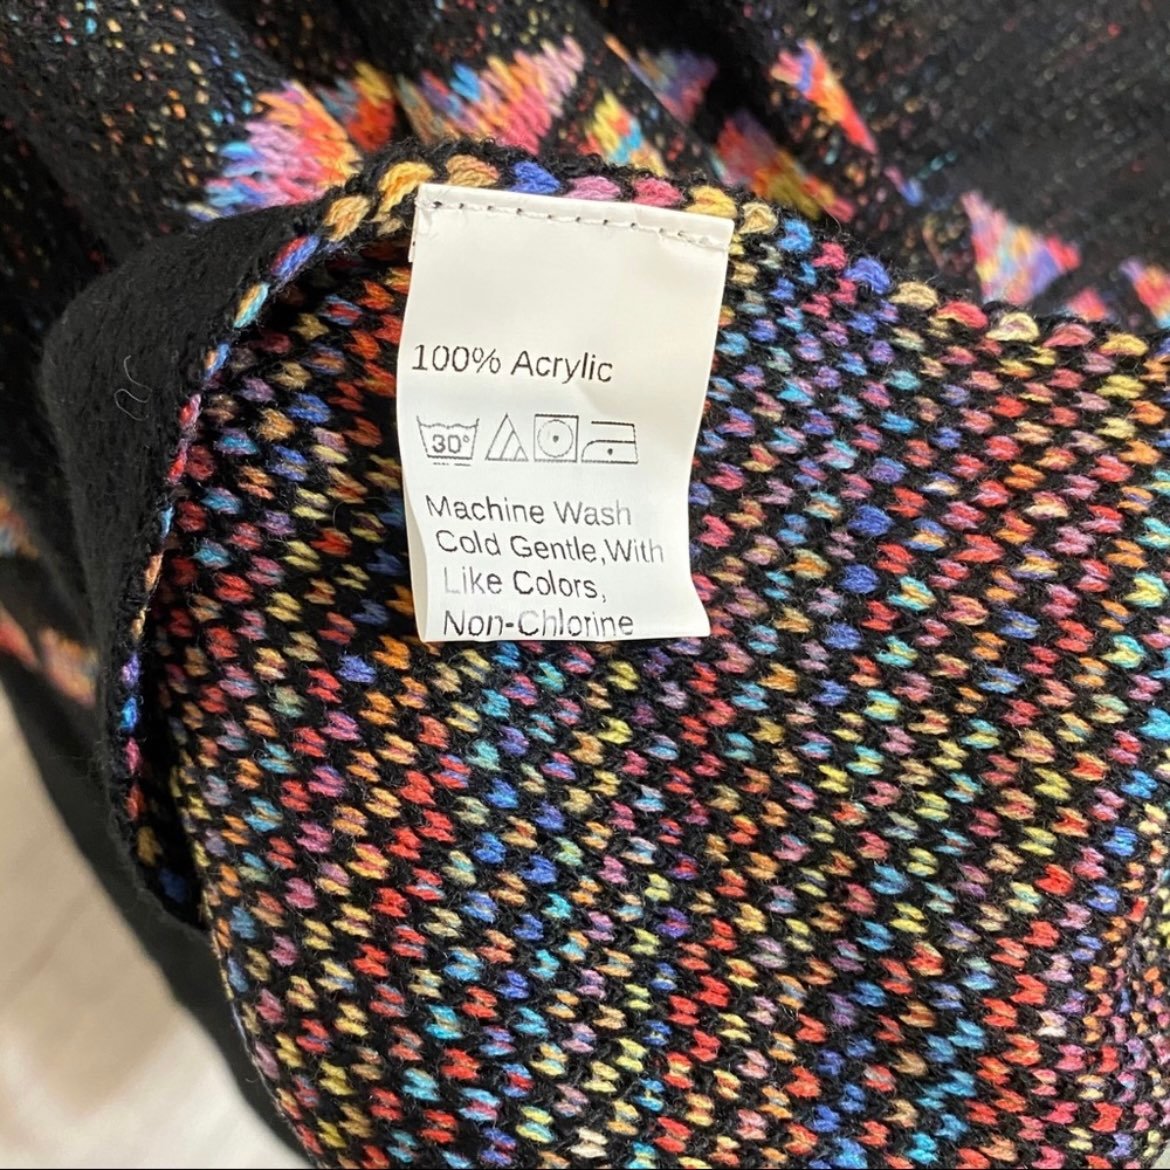 100% Acrylic
30°
Machine Wash
Cold Gentle,With
Like Colors,
Non-Chlorine